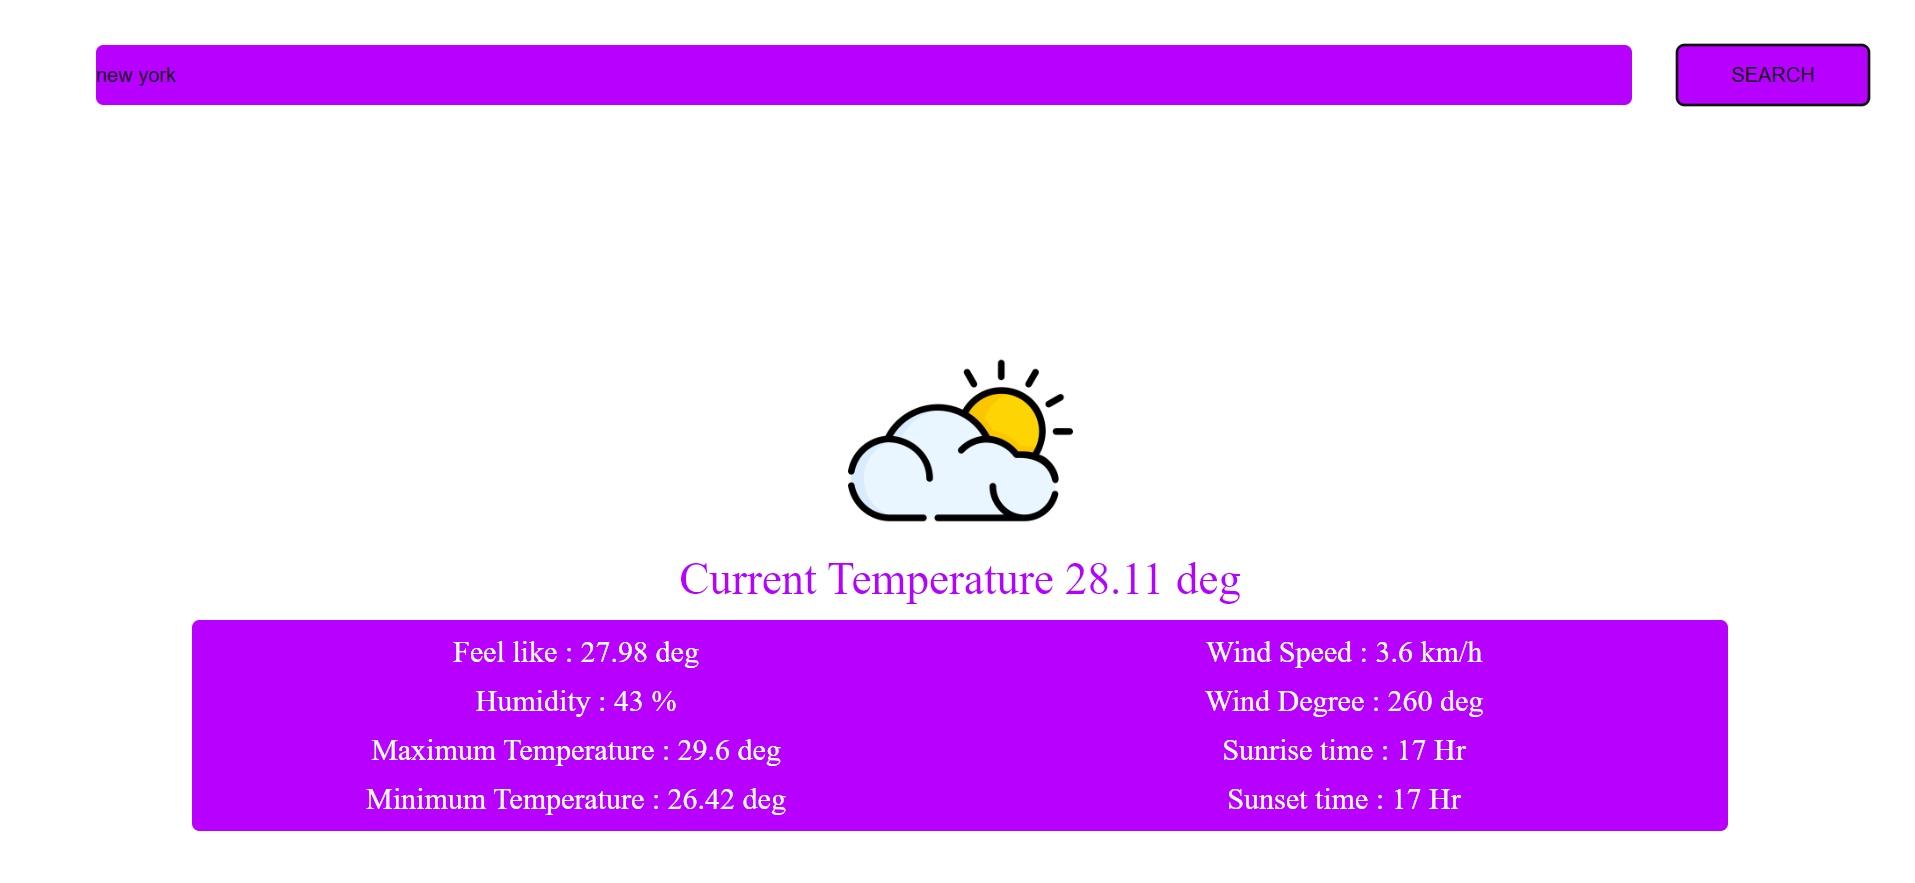 new york
SEARCH
Current Temperature 28.11 deg
Feel like : 27.98 deg
Humidity : 43 %
Maximum Temperature : 29.6 deg
Minimum Temperature : 26.42 deg
Wind Speed : 3.6 km/h
Wind Degree : 260 deg
Sunrise time : 17 Hr
Sunset time : 17 Hr